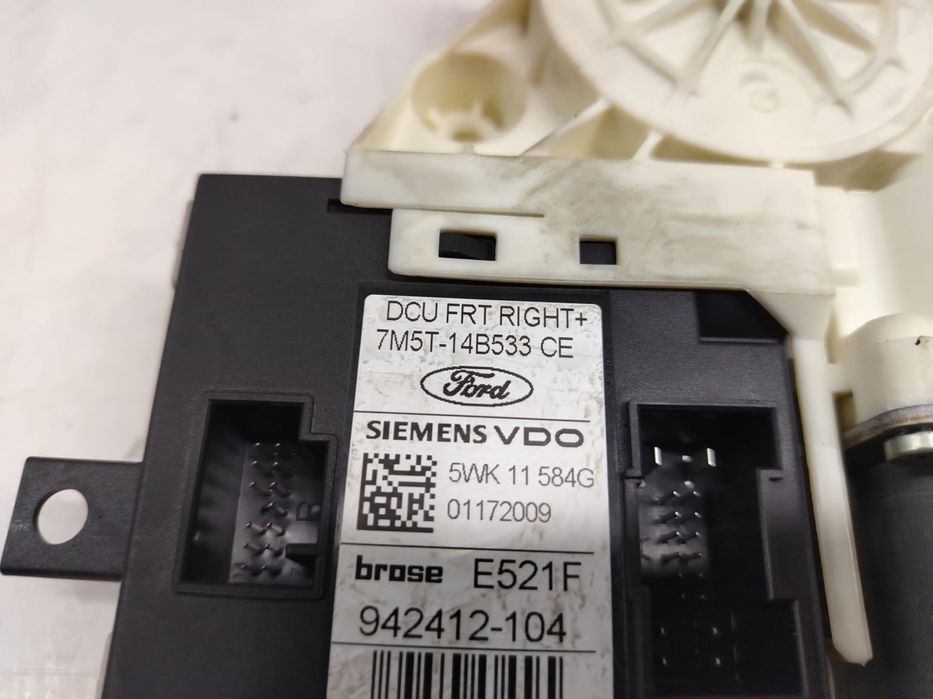 DCU FRT RIGHT+
7M5T-14B533 CE
Ford
SIEMENS VDO
5WK 11 584G
01172009
brose E521F
942412-104